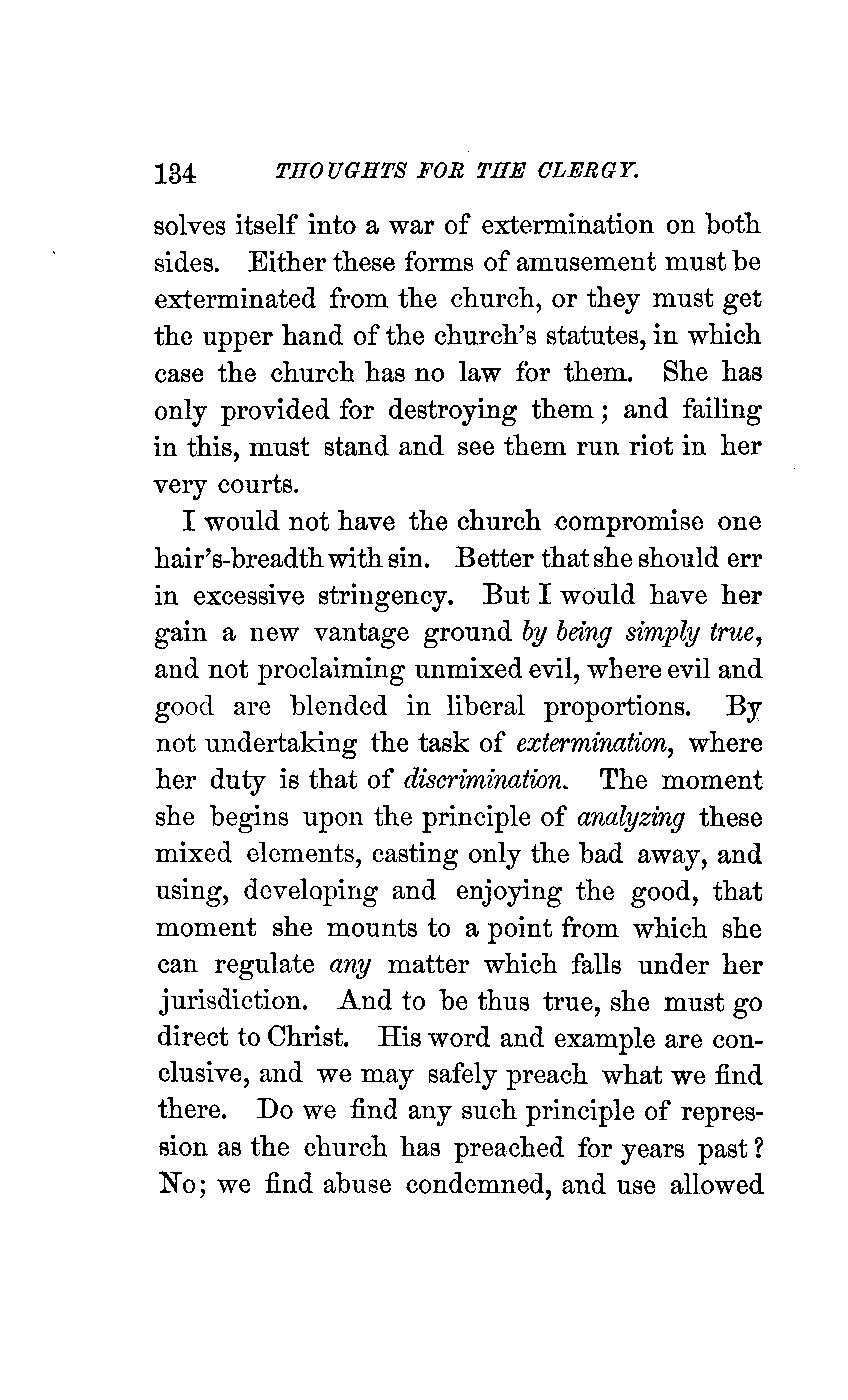 134 THOUGHTS FOR THE CLERGY.
solves itself into a war of extermination on both
sides. Either these forms of amusement must be
exterminated from the church, or they must get
the upper hand of the church's statutes, in which
case the church has no law for them. She has
only provided for destroying them; and failing
in this, must stand and see them run riot in her
very courts.
I would not have the church compromise one
hair's-breadth with sin. Better that she should err
in excessive stringency. But I would have her
gain a new vantage ground by being simply true,
and not proclaiming unmixed evil, where evil and
good are blended in liberal proportions. By
not undertaking the task of extermination, where
her duty is that of discrimination. The moment
she begins upon the principle of analyzing these
mixed elements, casting only the bad away, and
using, developing and enjoying the good, that
moment she mounts to a point from which she
can regulate any matter which falls under her
jurisdiction. And to be thus true, she must go
direct to Christ. His word and example are con-
clusive, and we may safely preach what we find
there. Do we find any such principle of repres-
sion as the church has preached for years past?
No; we find abuse condemned, and use allowed